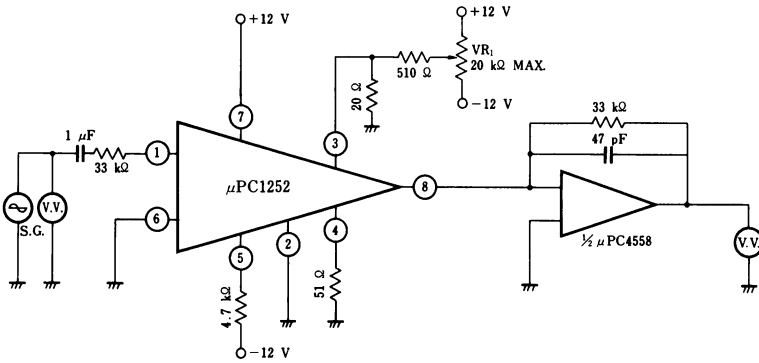 +12 V
+12 V
VR₁
20 kΩ MAX.
510 Ω
20 Ω
−12 V
7
3
1 μF
33 kΩ
1
33 kΩ
47 pF
μPC1252
8
V.V.
S.G.
6
5
2
4
½ μPC4558
V.V.
4.7 kΩ
51 Ω
−12 V